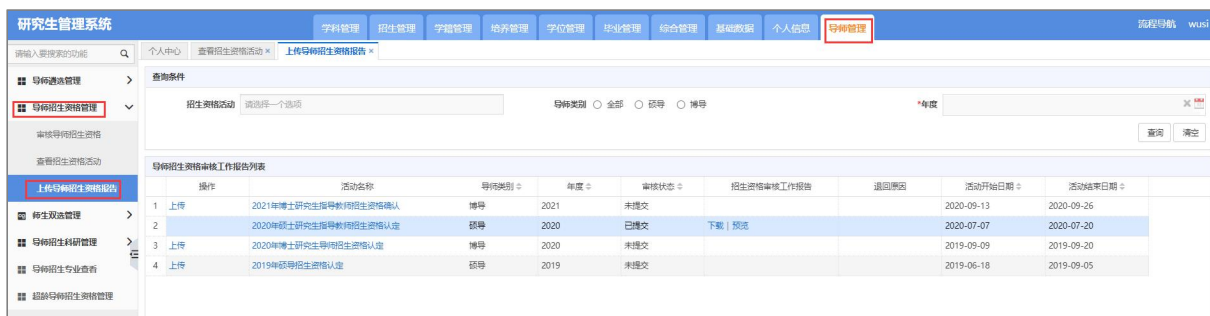 研究生管理系统
学科管理 招生管理 学籍管理 培养管理 学位管理 毕业管理 综合管理 基础数据 个人信息 导师管理
流程导航 wusi
请输入要搜索的功能
个人中心 查看招生资格活动 × 上传导师招生资格报告 ×
导师遴选管理
导师招生资格管理
审核导师招生资格
查看招生资格活动
上传导师招生资格报告
师生双选管理
导师招生科研管理
导师招生专业查看
超龄导师招生资格管理
查询条件
招生资格活动 请选择一个选项 导师类别 全部 硕导 博导 *年度
查询 清空
导师招生资格审核工作报告列表
操作 活动名称 导师类别 年度 审核状态 招生资格审核工作报告 退回原因 活动开始日期 活动结束日期
1 上传 2021年博士研究生指导教师招生资格确认 博导 2021 未提交 2020-09-13 2020-09-26
2 2020年硕士研究生指导教师招生资格认定 硕导 2020 已提交 下载 | 预览 2020-07-07 2020-07-20
3 上传 2020年博士研究生导师招生资格认定 博导 2020 未提交 2019-09-09 2019-09-20
4 上传 2019年硕导招生资格认定 硕导 2019 未提交 2019-06-18 2019-09-05